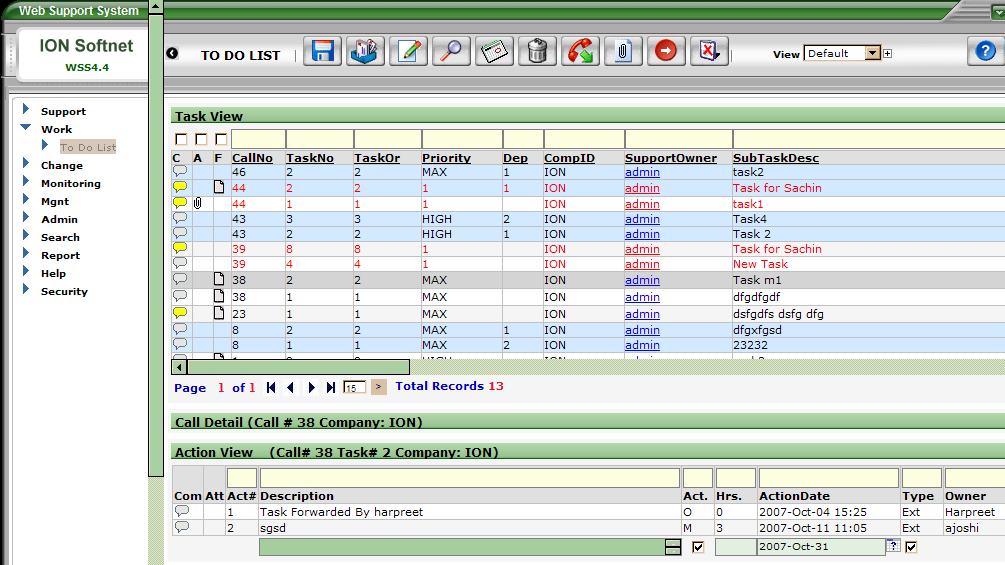 Web Support System
ION Softnet
WSS4.4
TO DO LIST
View Default
Support
Work
To Do List
Change
Monitoring
Mgnt
Admin
Search
Report
Help
Security
Task View
C A F CallNo TaskNo TaskOr Priority Dep CompID SupportOwner SubTaskDesc
46 2 2 MAX 1 ION admin task2
44 2 2 1 1 ION admin Task for Sachin
44 1 1 1 ION admin task1
43 3 3 HIGH 2 ION admin Task4
43 2 2 HIGH 1 ION admin Task 2
39 8 8 1 ION admin Task for Sachin
39 4 4 1 ION admin New Task
38 2 2 MAX ION admin Task m1
38 1 1 MAX ION admin dfgdfgdf
23 1 1 MAX ION admin dsfgdfs dsfg dfg
8 2 2 MAX 1 ION admin dfgxfgsd
8 1 1 MAX 2 ION admin 23232
Page 1 of 1 15 > Total Records 13
Call Detail (Call # 38 Company: ION)
Action View (Call# 38 Task# 2 Company: ION)
Com Att Act# Description Act. Hrs. ActionDate Type Owner
1 Task Forwarded By harpreet O 0 2007-Oct-04 15:25 Ext Harpreet
2 sgsd M 3 2007-Oct-11 11:05 Ext ajoshi
2007-Oct-31